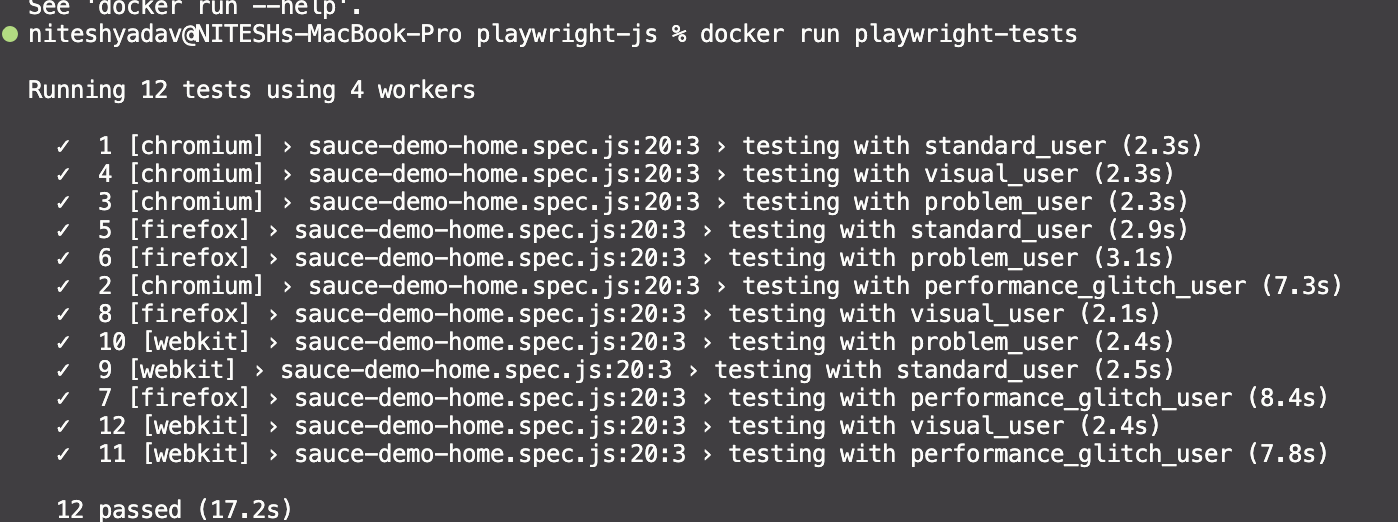 See 'docker run --help'.
niteshyadav@NITESHs-MacBook-Pro playwright-js % docker run playwright-tests
Running 12 tests using 4 workers
✓ 1 [chromium] › sauce-demo-home.spec.js:20:3 › testing with standard_user (2.3s)
✓ 4 [chromium] › sauce-demo-home.spec.js:20:3 › testing with visual_user (2.3s)
✓ 3 [chromium] › sauce-demo-home.spec.js:20:3 › testing with problem_user (2.3s)
✓ 5 [firefox] › sauce-demo-home.spec.js:20:3 › testing with standard_user (2.9s)
✓ 6 [firefox] › sauce-demo-home.spec.js:20:3 › testing with problem_user (3.1s)
✓ 2 [chromium] › sauce-demo-home.spec.js:20:3 › testing with performance_glitch_user (7.3s)
✓ 8 [firefox] › sauce-demo-home.spec.js:20:3 › testing with visual_user (2.1s)
✓ 10 [webkit] › sauce-demo-home.spec.js:20:3 › testing with problem_user (2.4s)
✓ 9 [webkit] › sauce-demo-home.spec.js:20:3 › testing with standard_user (2.5s)
✓ 7 [firefox] › sauce-demo-home.spec.js:20:3 › testing with performance_glitch_user (8.4s)
✓ 12 [webkit] › sauce-demo-home.spec.js:20:3 › testing with visual_user (2.4s)
✓ 11 [webkit] › sauce-demo-home.spec.js:20:3 › testing with performance_glitch_user (7.8s)
12 passed (17.2s)